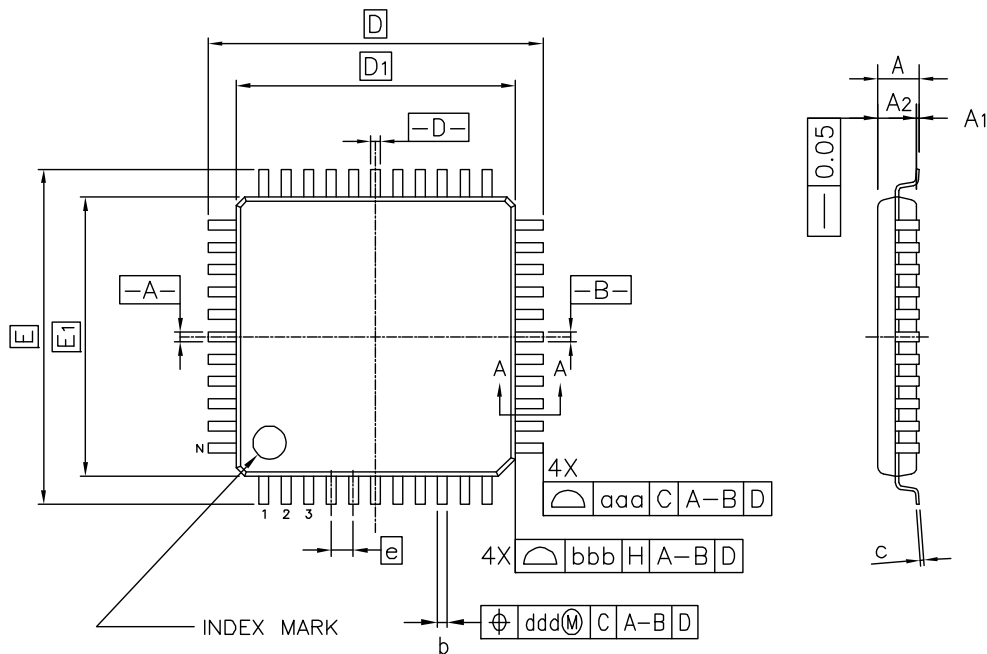 D
D1
-D-
A
A2
A1
— 0.05
-A-
-B-
E
E1
A A
N
4X
⌓ aaa C A-B D
1 2 3
e
4X ⌓ bbb H A-B D
c
INDEX MARK
⌖ ddd Ⓜ C A-B D
b